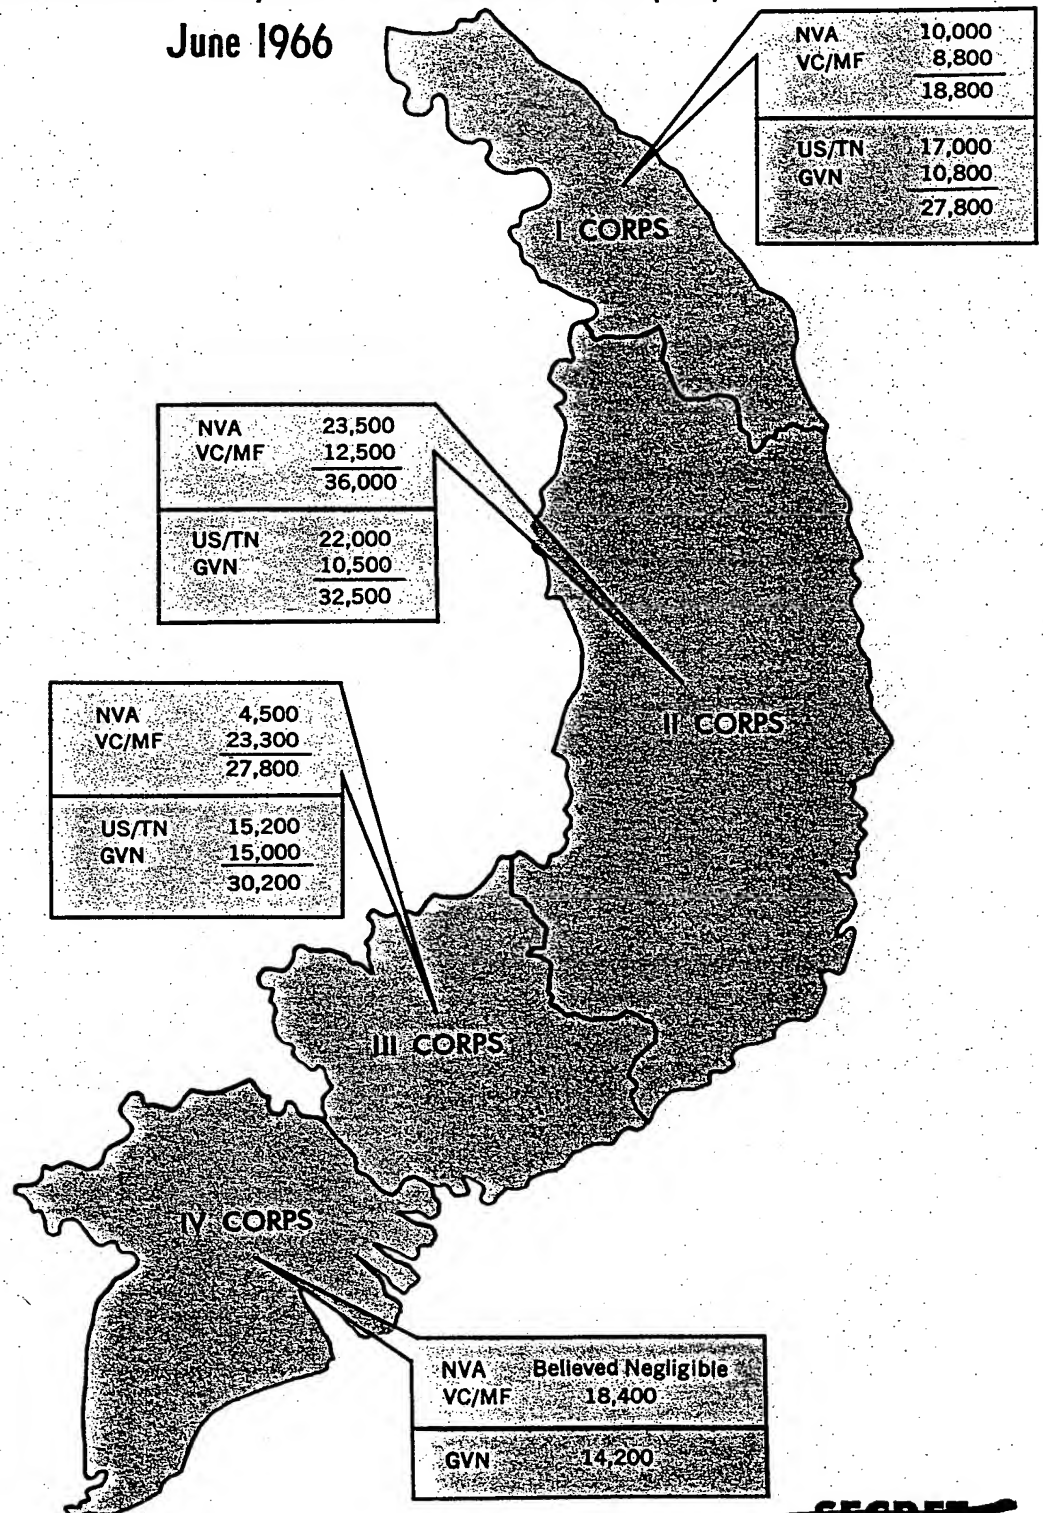 June 1966
NVA 10,000
VC/MF 8,800
18,800
US/TN 17,000
GVN 10,800
27,800
I CORPS
NVA 23,500
VC/MF 12,500
36,000
US/TN 22,000
GVN 10,500
32,500
II CORPS
NVA 4,500
VC/MF 23,300
27,800
US/TN 15,200
GVN 15,000
30,200
III CORPS
IV CORPS
NVA Believed Negligible
VC/MF 18,400
GVN 14,200
SECRET